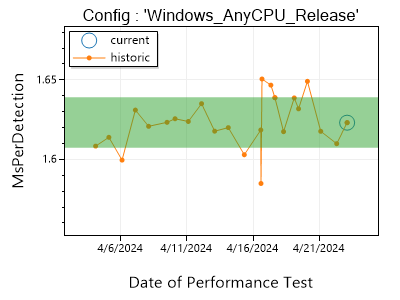 Config : 'Windows_AnyCPU_Release'
current
historic
MsPerDetection
1.65
1.6
4/6/2024
4/11/2024
4/16/2024
4/21/2024
Date of Performance Test